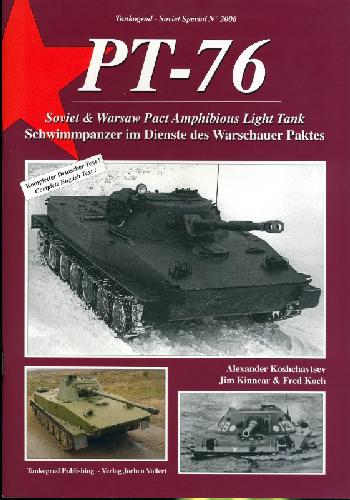 Tankograd - Soviet Special N° 2006
PT-76
Soviet & Warsaw Pact Amphibious Light Tank
Schwimmpanzer im Dienste des Warschauer Paktes
Kompletter Deutscher Text!
Complete English Text!
Alexander Koshchavtsev
Jim Kinnear & Fred Koch
Tankograd Publishing - Verlag Jochen Vollert